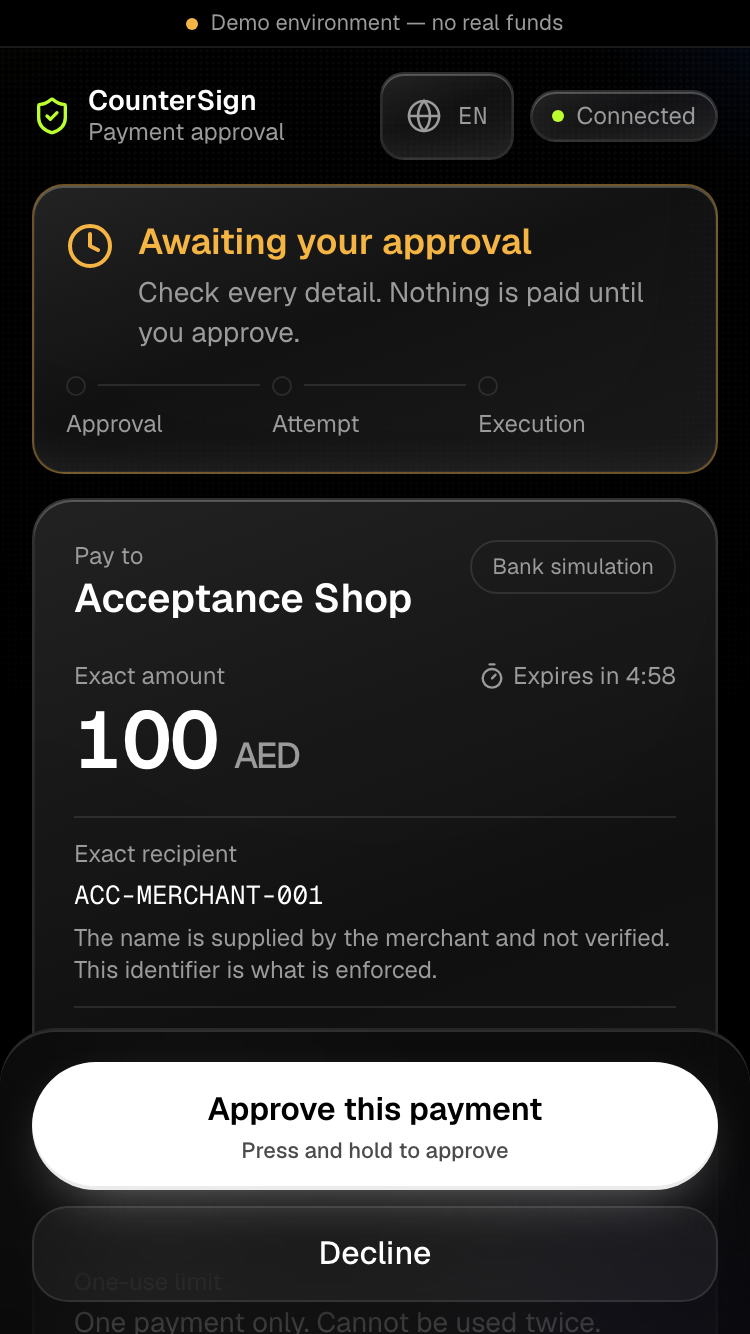 Demo environment — no real funds
CounterSign
Payment approval
EN
Connected
Awaiting your approval
Check every detail. Nothing is paid until
you approve.
Approval
Attempt
Execution
Pay to
Bank simulation
Acceptance Shop
Exact amount
Expires in 4:58
100 AED
Exact recipient
ACC-MERCHANT-001
The name is supplied by the merchant and not verified.
This identifier is what is enforced.
Approve this payment
Press and hold to approve
Decline
One-use limit
One payment only. Cannot be used twice.